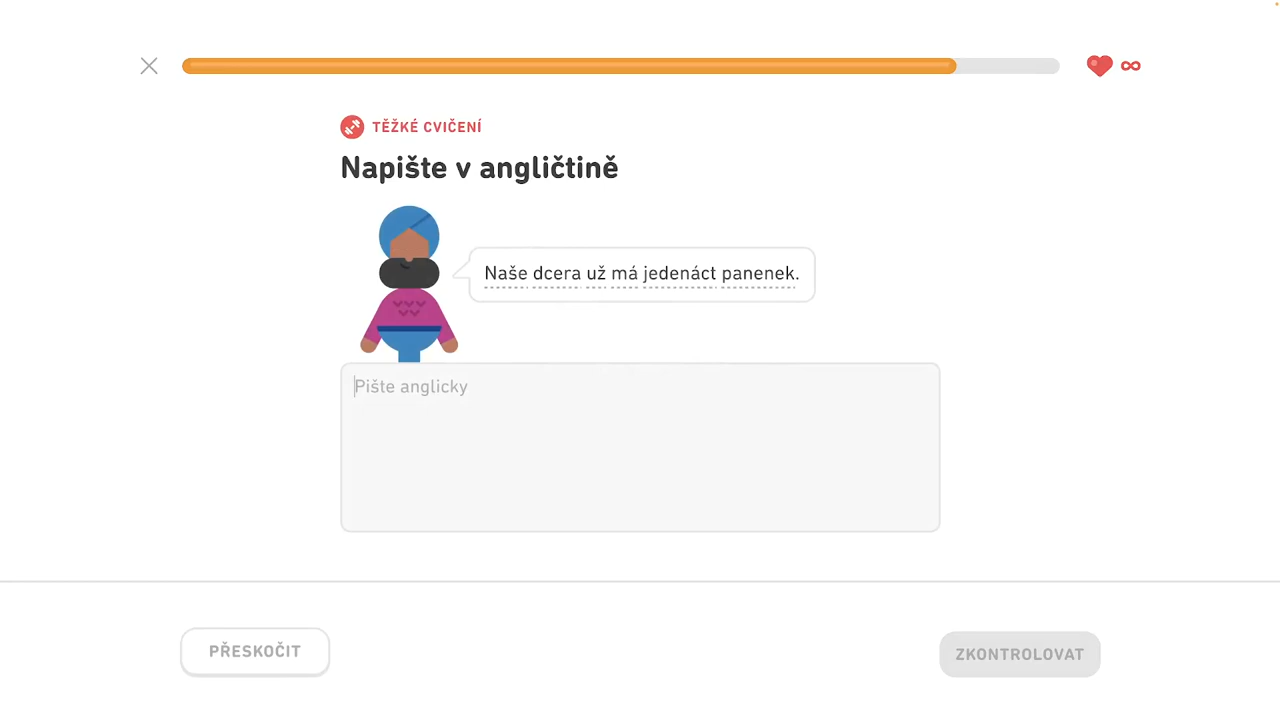 TĚŽKÉ CVIČENÍ
Napište v angličtině
Naše dcera už má jedenáct panenek.
Pište anglicky
PŘESKOČIT
ZKONTROLOVAT